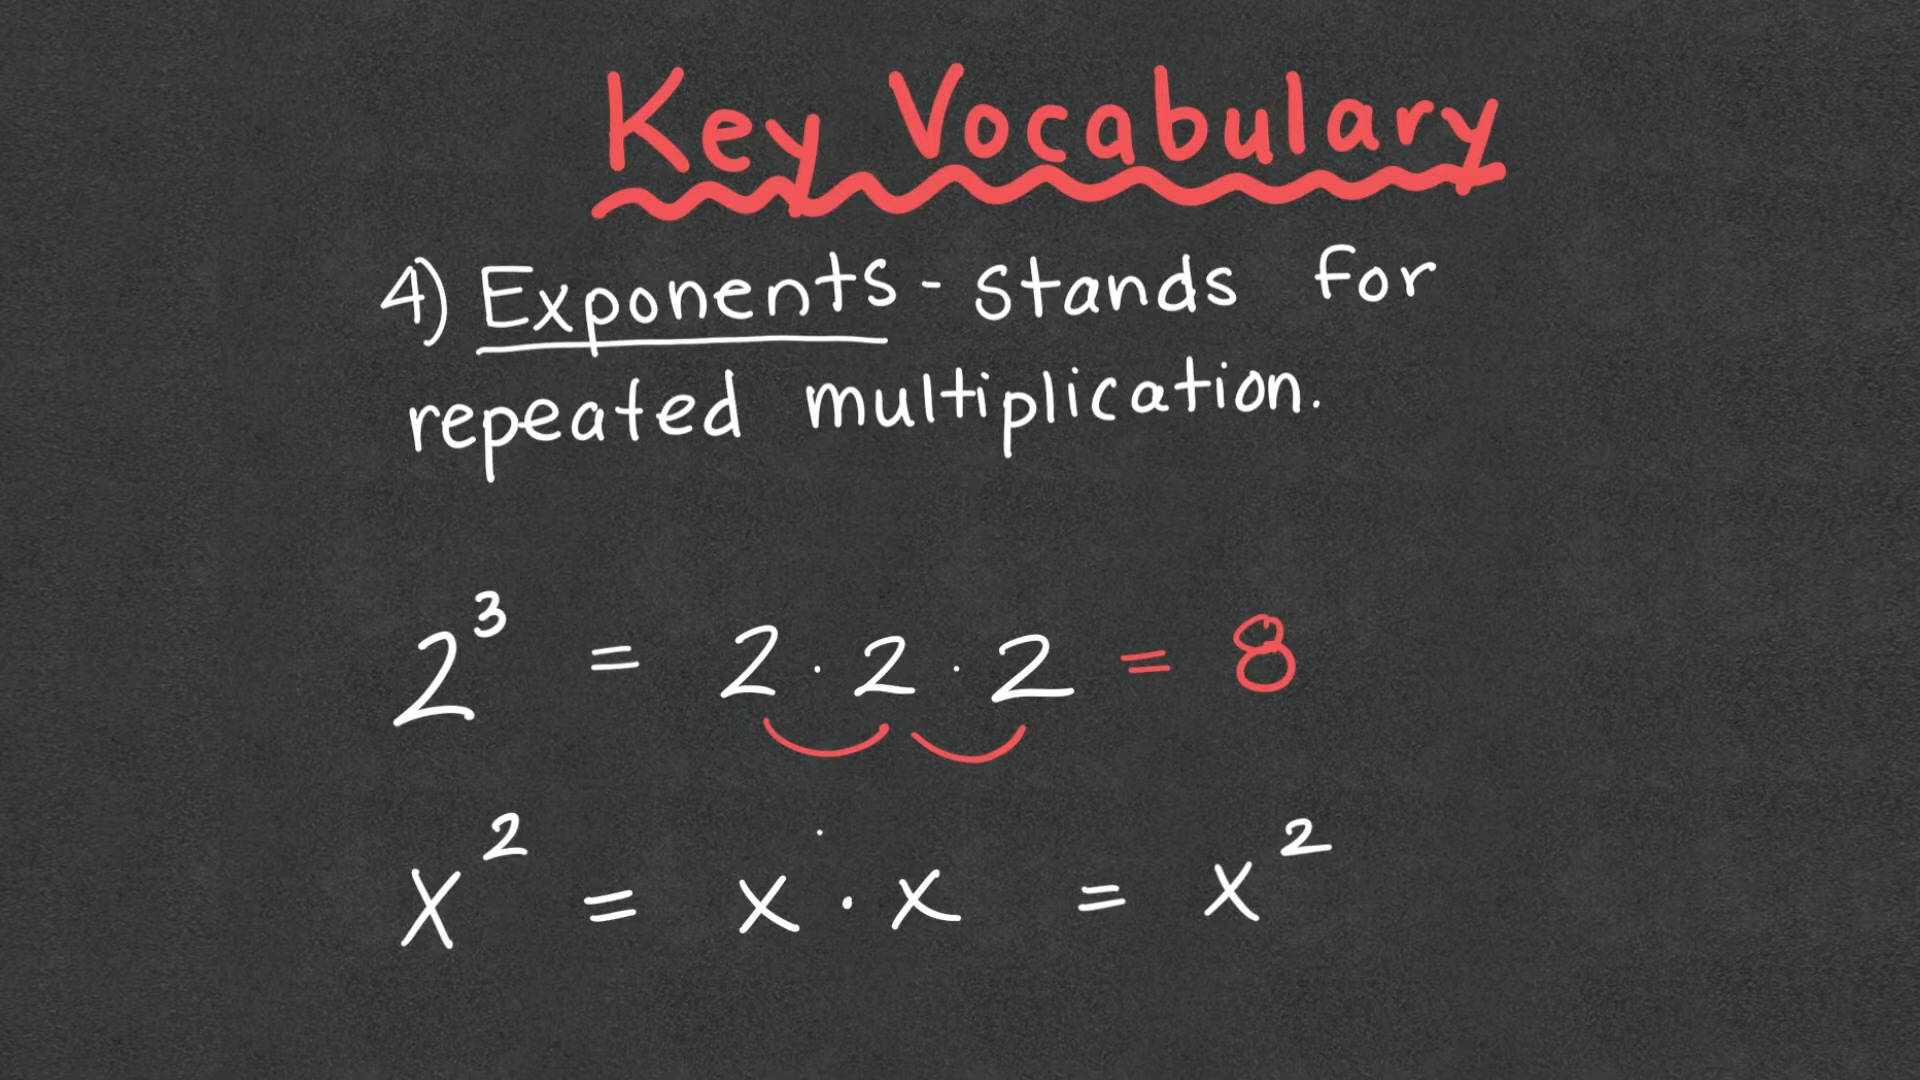 Key Vocabulary
4) Exponents - stands for
repeated multiplication.
2³ = 2 · 2 · 2 = 8
x² = x · x = x²